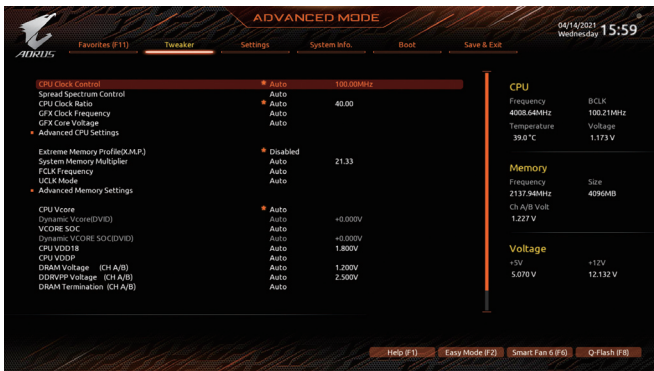 ADVANCED MODE
04/14/2021 Wednesday 15:59
AORUS
Favorites (F11) Tweaker Settings System Info. Boot Save & Exit
CPU Clock Control * Auto 100.00MHz
Spread Spectrum Control Auto
CPU Clock Ratio * Auto 40.00
GFX Clock Frequency Auto
GFX Core Voltage Auto
Advanced CPU Settings
Extreme Memory Profile(X.M.P.) * Disabled
System Memory Multiplier Auto 21.33
FCLK Frequency Auto
UCLK Mode Auto
Advanced Memory Settings
CPU Vcore * Auto
Dynamic Vcore(DVID) Auto +0.000V
VCORE SOC Auto
Dynamic VCORE SOC(DVID) Auto +0.000V
CPU VDD18 Auto 1.800V
CPU VDDP Auto
DRAM Voltage (CH A/B) Auto 1.200V
DDRVPP Voltage (CH A/B) Auto 2.500V
DRAM Termination (CH A/B) Auto
CPU
Frequency BCLK
4008.64MHz 100.21MHz
Temperature Voltage
39.0 °C 1.173 V
Memory
Frequency Size
2137.94MHz 4096MB
Ch A/B Volt
1.227 V
Voltage
+5V +12V
5.070 V 12.132 V
Help (F1) Easy Mode (F2) Smart Fan 6 (F6) Q-Flash (F8)